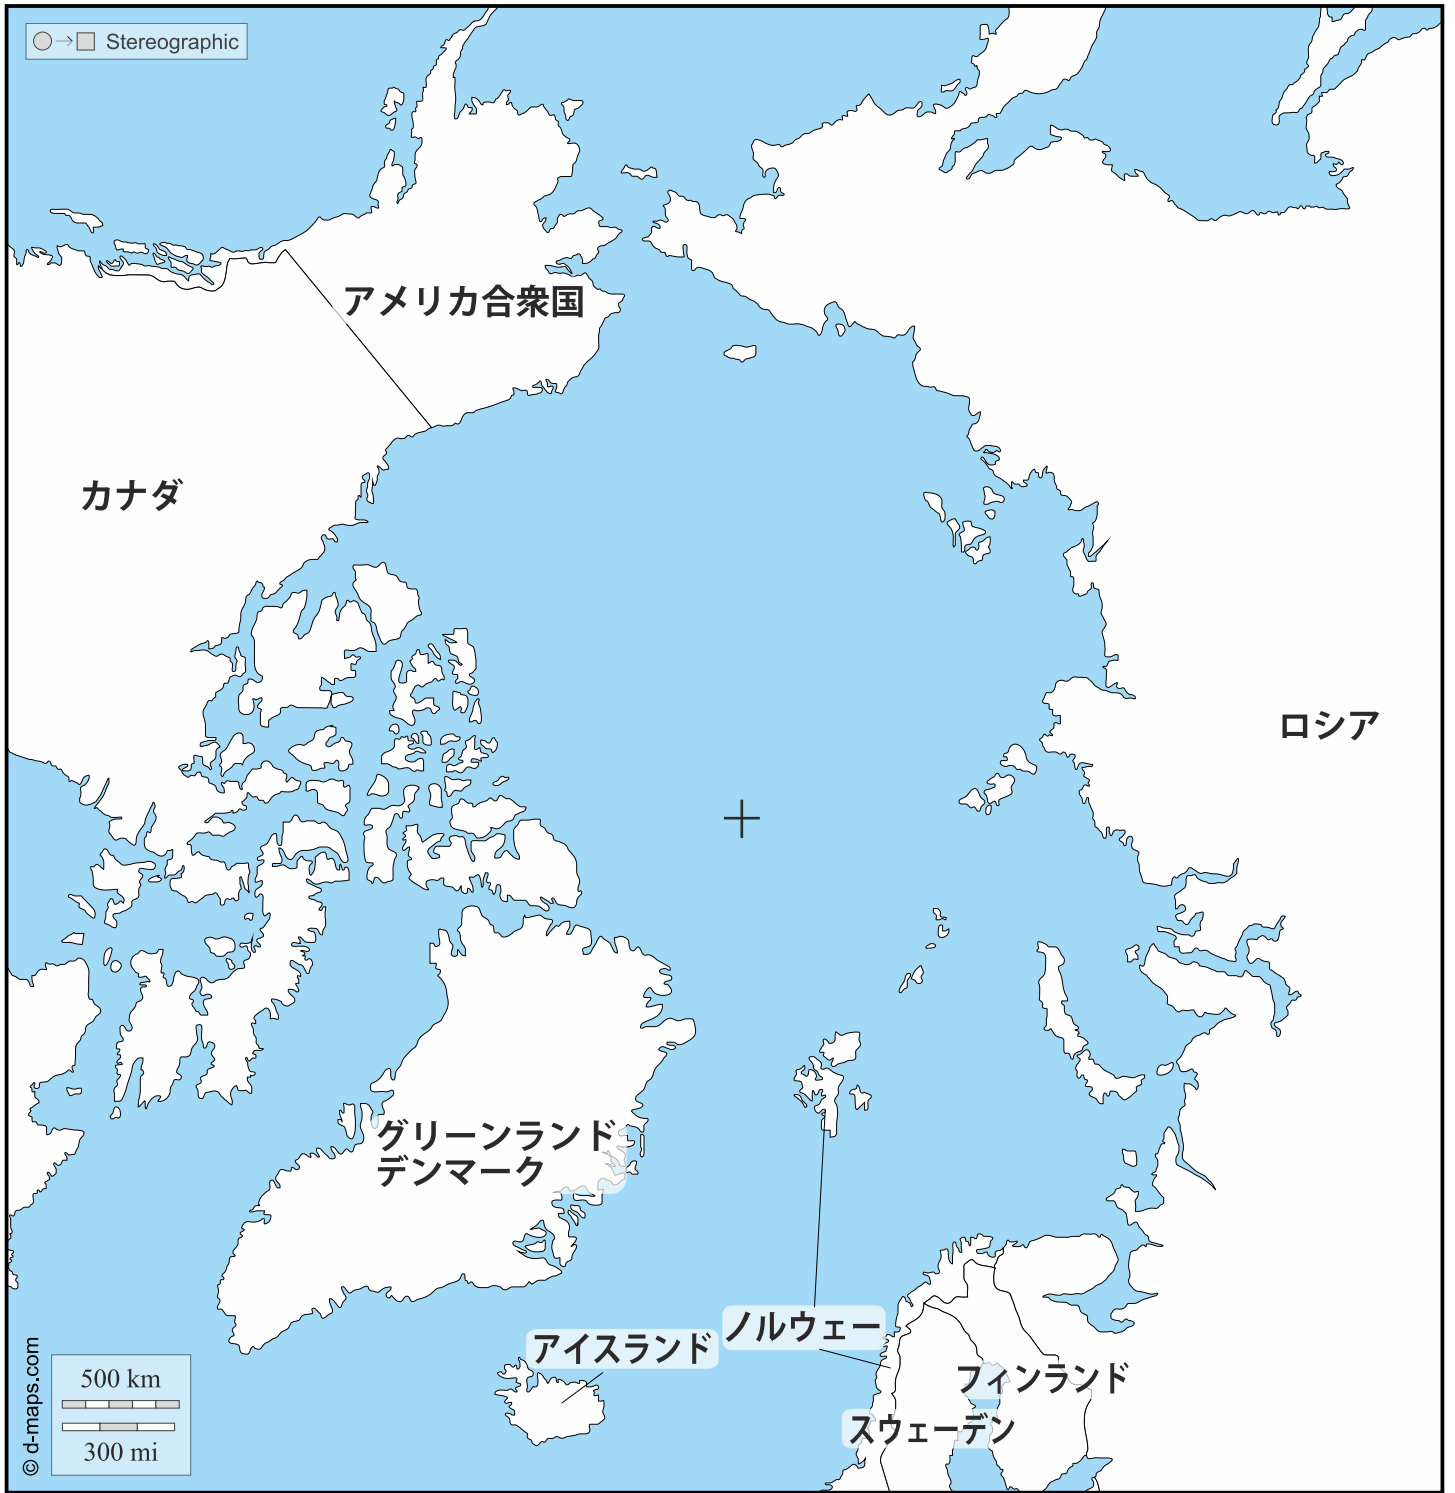 Stereographic
アメリカ合衆国
カナダ
ロシア
グリーンランド
デンマーク
ノルウェー
アイスランド
フィンランド
スウェーデン
500 km
300 mi
© d-maps.com